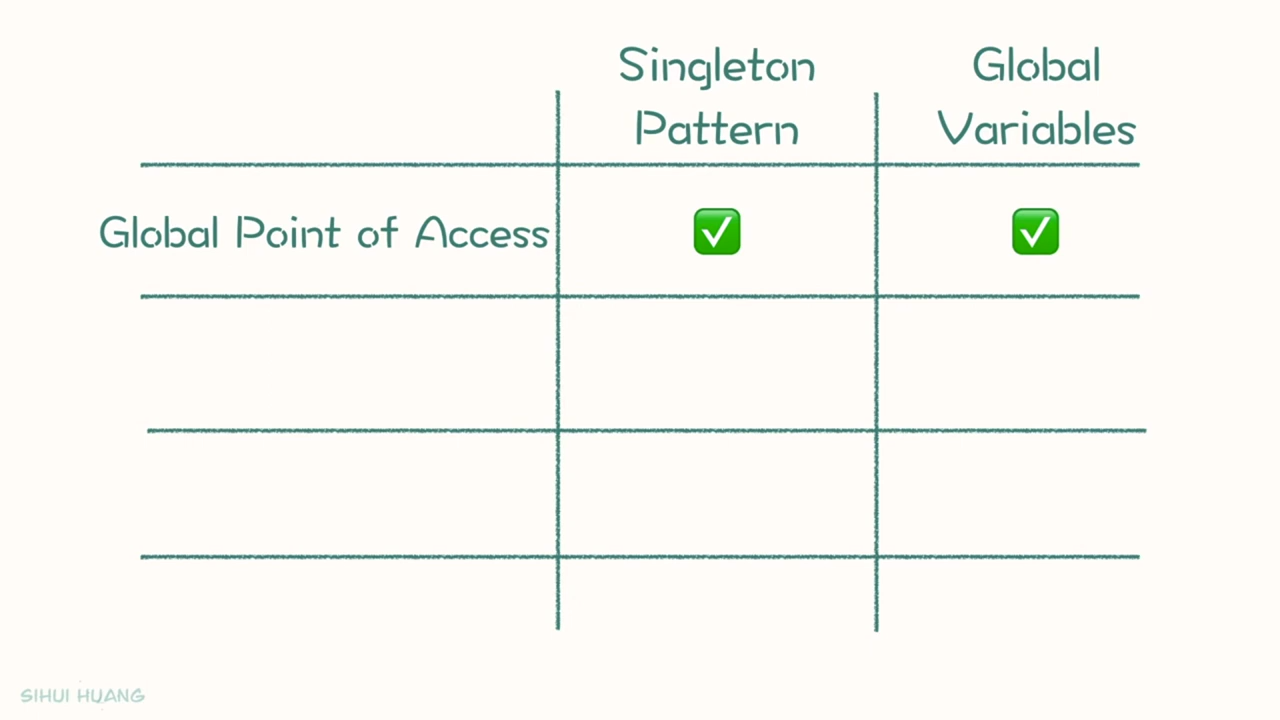 Singleton
Pattern
Global
Variables
Global Point of Access ✅ ✅
SIHUI HUANG